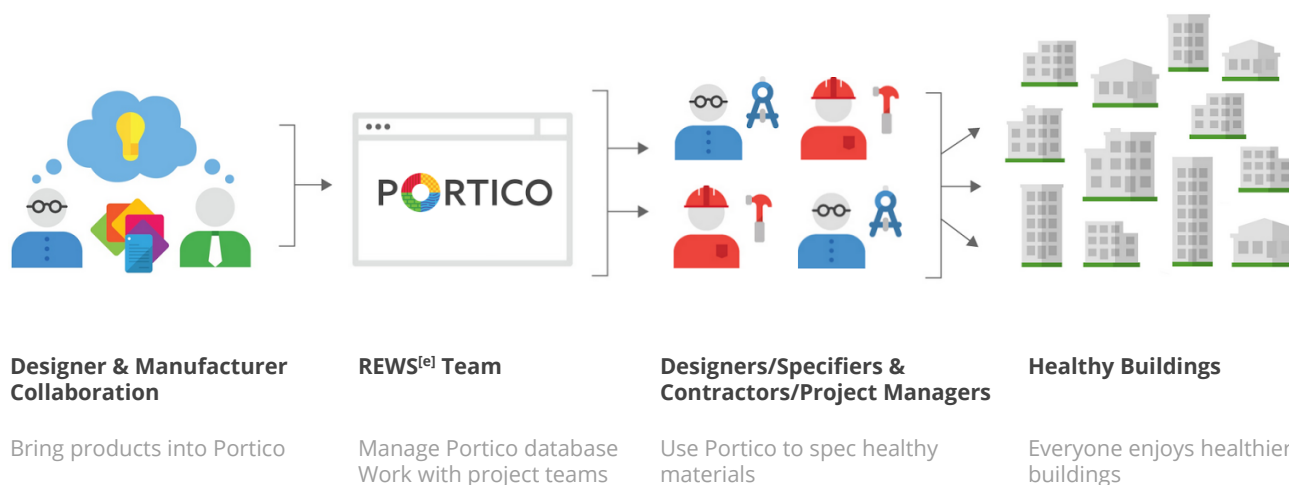 PORTICO
Designer & Manufacturer
Collaboration
Bring products into Portico
REWS[e] Team
Manage Portico database
Work with project teams
Designers/Specifiers &
Contractors/Project Managers
Use Portico to spec healthy
materials
Healthy Buildings
Everyone enjoys healthier
buildings